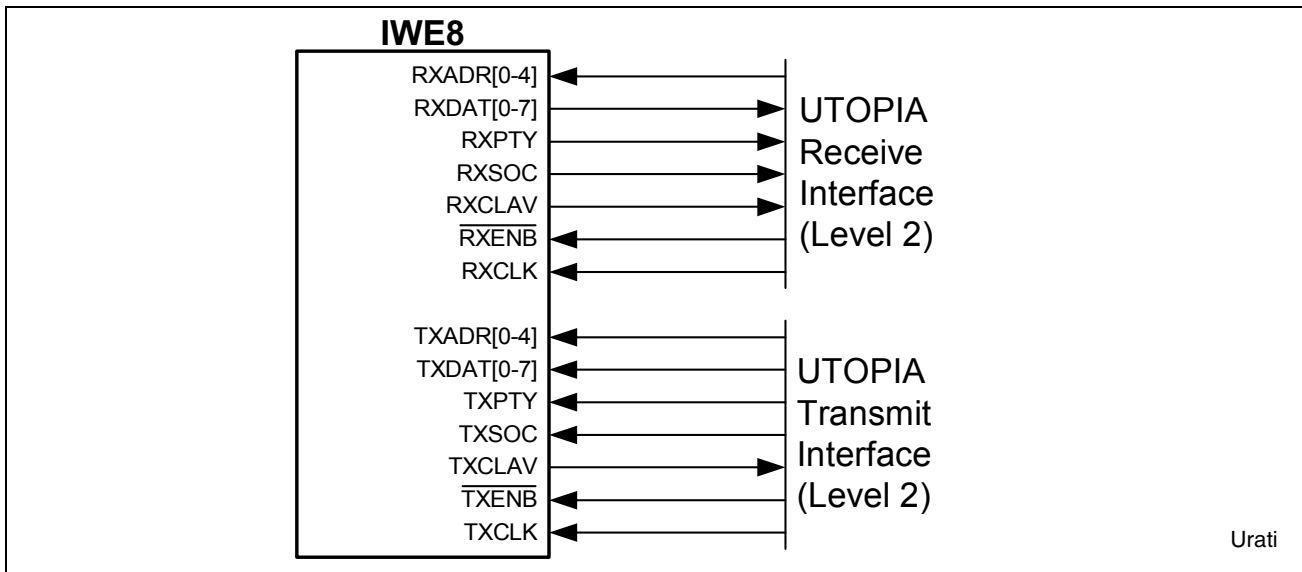 IWE8
RXADR[0-4]
RXDAT[0-7]
RXPTY
RXSOC
RXCLAV
RXENB
RXCLK
UTOPIA
Receive
Interface
(Level 2)
TXADR[0-4]
TXDAT[0-7]
TXPTY
TXSOC
TXCLAV
TXENB
TXCLK
UTOPIA
Transmit
Interface
(Level 2)
Urati